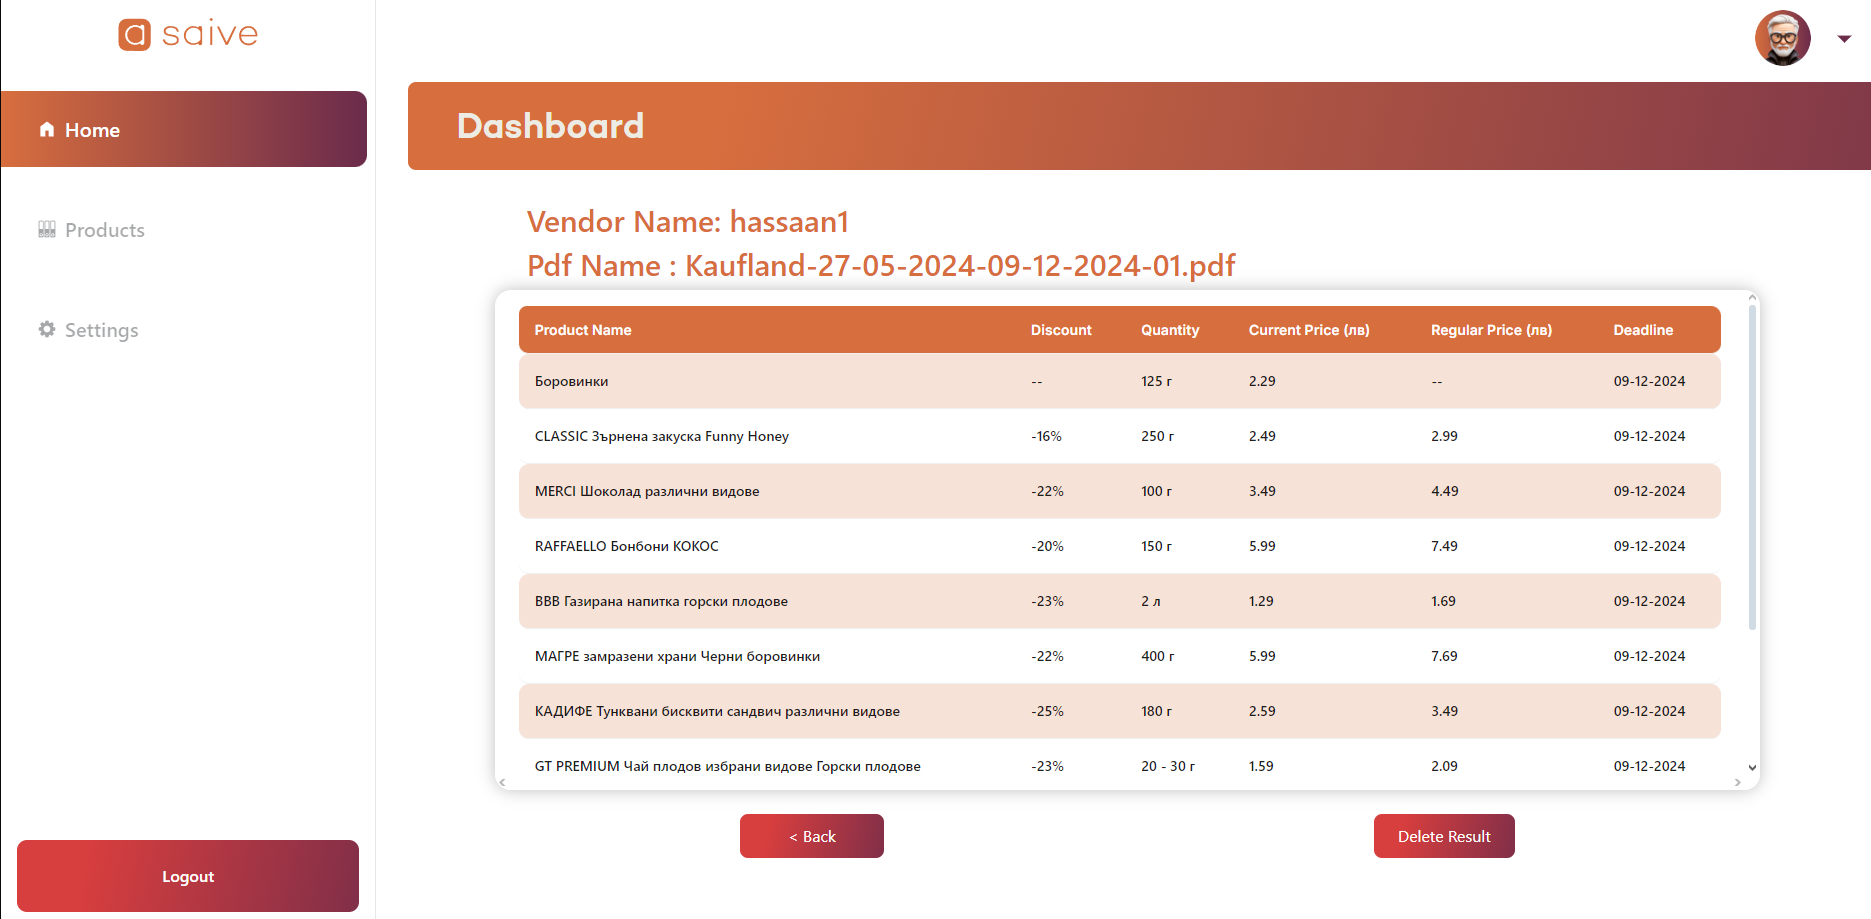 a saive
Home
Products
Settings
Logout
Dashboard
Vendor Name: hassaan1
Pdf Name : Kaufland-27-05-2024-09-12-2024-01.pdf
Product Name Discount Quantity Current Price (лв) Regular Price (лв) Deadline
Боровинки -- 125 г 2.29 -- 09-12-2024
CLASSIC Зърнена закуска Funny Honey -16% 250 г 2.49 2.99 09-12-2024
MERCI Шоколад различни видове -22% 100 г 3.49 4.49 09-12-2024
RAFFAELLO Бонбони КОКОС -20% 150 г 5.99 7.49 09-12-2024
ВВВ Газирана напитка горски плодове -23% 2 л 1.29 1.69 09-12-2024
МАГРЕ замразени храни Черни боровинки -22% 400 г 5.99 7.69 09-12-2024
КАДИФЕ Тунквани бисквити сандвич различни видове -25% 180 г 2.59 3.49 09-12-2024
GT PREMIUM Чай плодов избрани видове Горски плодове -23% 20 - 30 г 1.59 2.09 09-12-2024
< Back
Delete Result